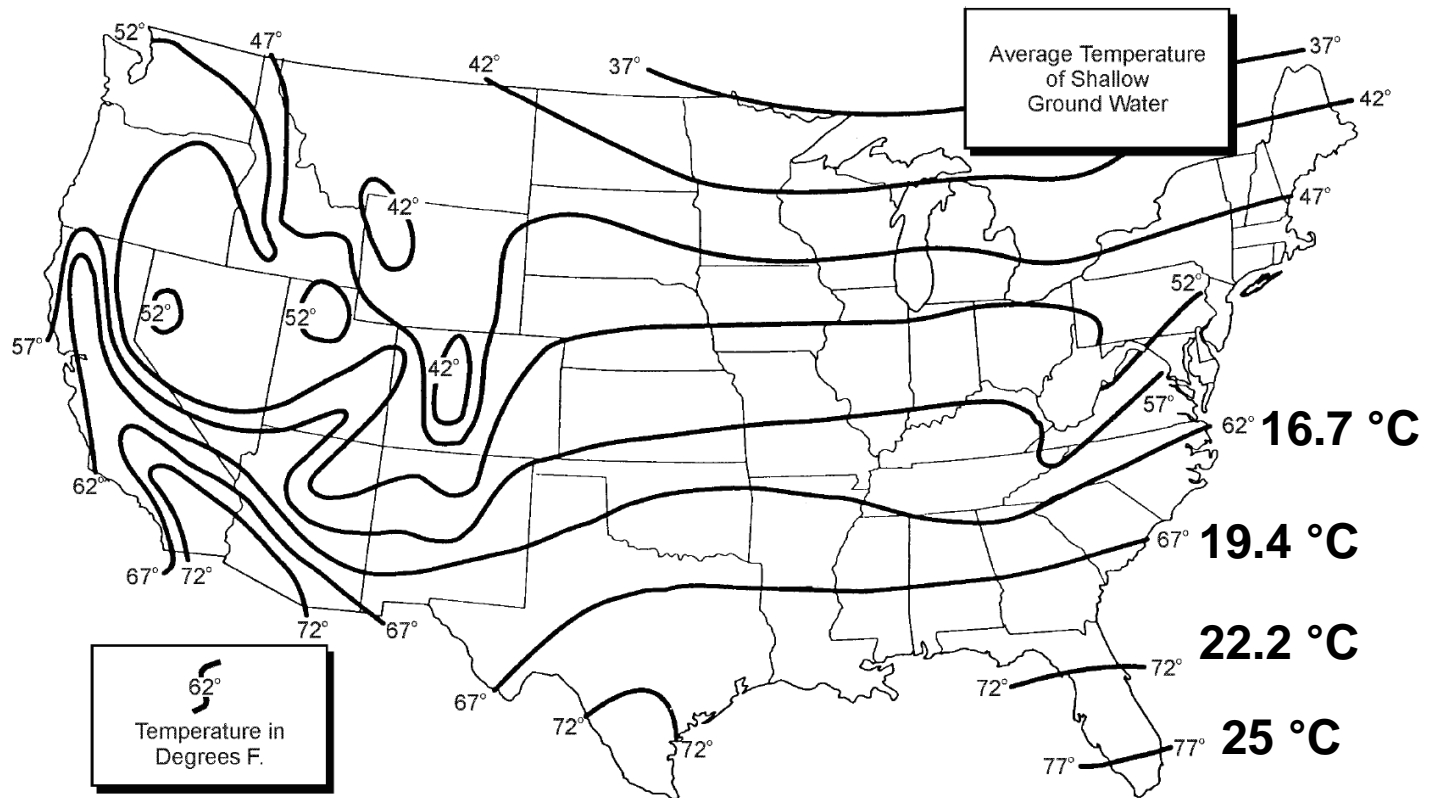 52°
47°
42°
37°
Average Temperature
of Shallow
Ground Water
37°
42°
42°
47°
52°
52°
52°
57°
42°
57°
62° 16.7 °C
62°
67° 19.4 °C
67° 72°
72° 67°
22.2 °C
72°
72°
67°
72°
72°
77° 25 °C
77°
62°
Temperature in
Degrees F.